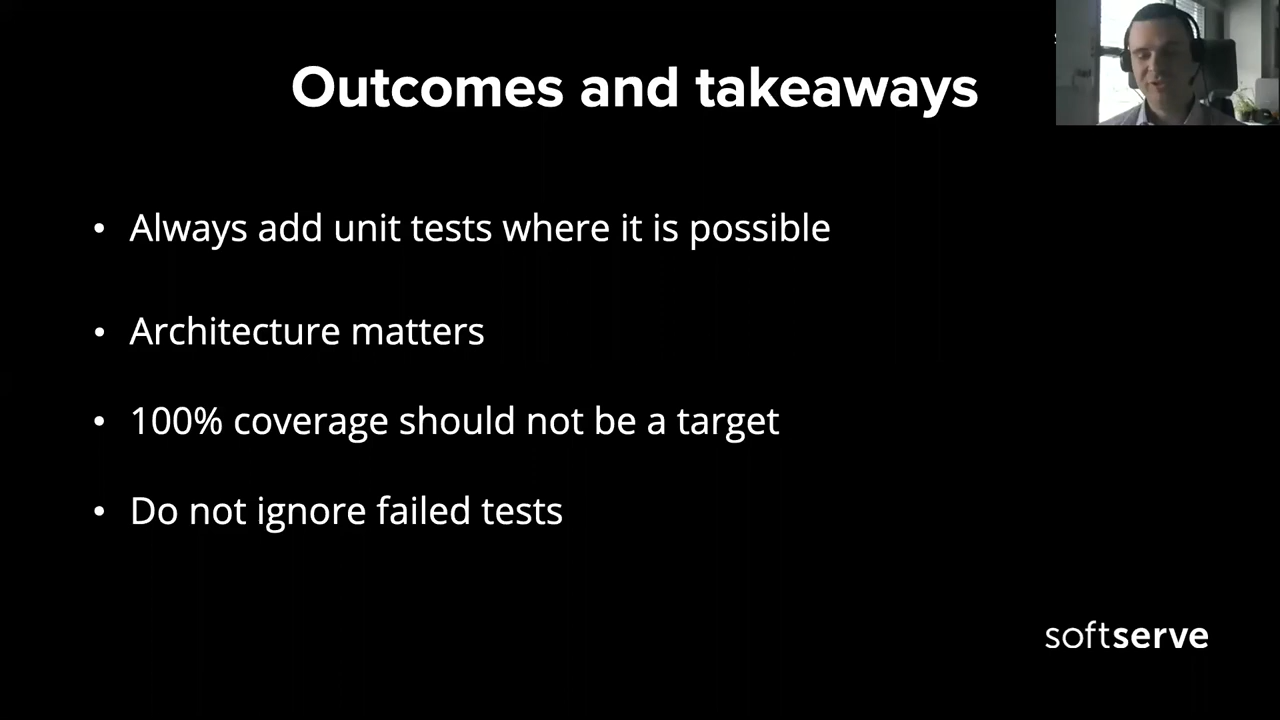 Outcomes and takeaways
• Always add unit tests where it is possible
• Architecture matters
• 100% coverage should not be a target
• Do not ignore failed tests
softserve